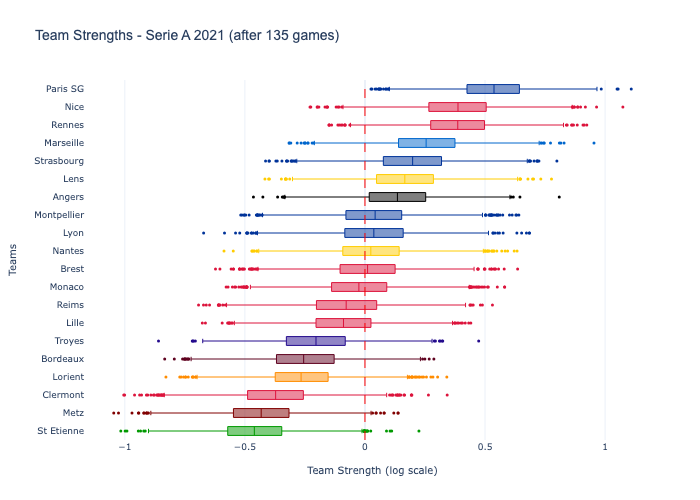 Team Strengths - Serie A 2021 (after 135 games)
Paris SG
Nice
Rennes
Marseille
Strasbourg
Lens
Angers
Montpellier
Lyon
Nantes
Brest
Monaco
Reims
Lille
Troyes
Bordeaux
Lorient
Clermont
Metz
St Etienne
Teams
−1
−0.5
0
0.5
1
Team Strength (log scale)